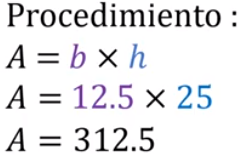 Procedimiento :
A = b × h
A = 12.5 × 25
A = 312.5